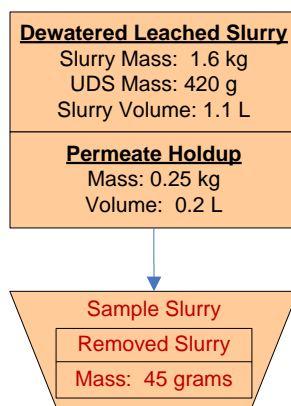 Dewatered Leached Slurry
Slurry Mass: 1.6 kg
UDS Mass: 420 g
Slurry Volume: 1.1 L
Permeate Holdup
Mass: 0.25 kg
Volume: 0.2 L
Sample Slurry
Removed Slurry
Mass: 45 grams